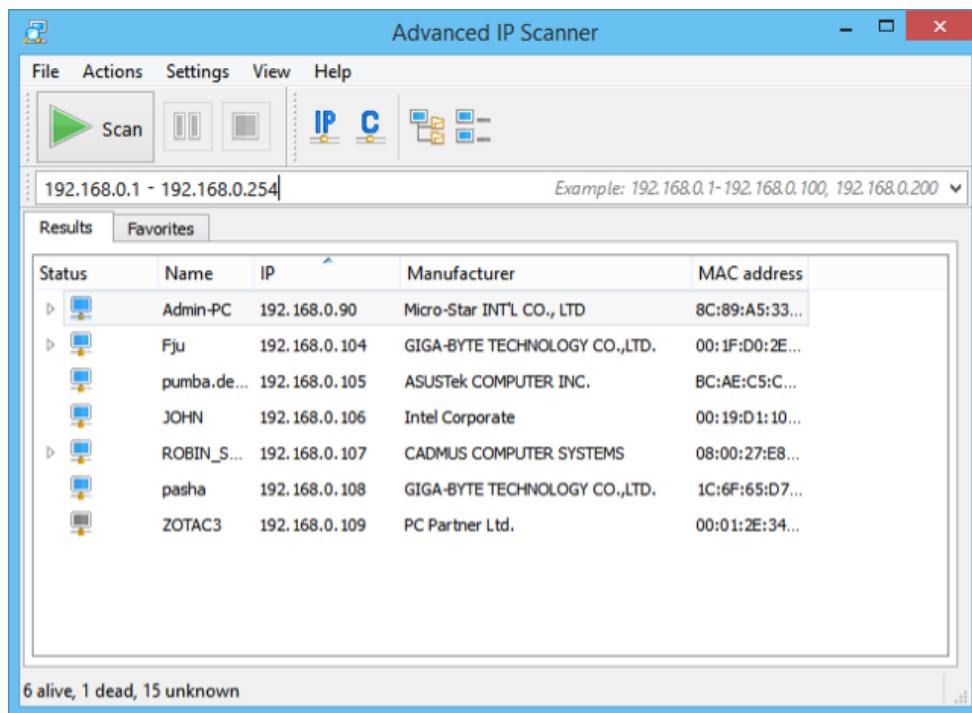 Advanced IP Scanner
File Actions Settings View Help
Scan IP C
192.168.0.1 - 192.168.0.254 Example: 192.168.0.1-192.168.0.100, 192.168.0.200
Results Favorites
Status Name IP Manufacturer MAC address
Admin-PC 192.168.0.90 Micro-Star INT'L CO., LTD 8C:89:A5:33...
Fju 192.168.0.104 GIGA-BYTE TECHNOLOGY CO.,LTD. 00:1F:D0:2E...
pumba.de... 192.168.0.105 ASUSTek COMPUTER INC. BC:AE:C5:C...
JOHN 192.168.0.106 Intel Corporate 00:19:D1:10...
ROBIN_S... 192.168.0.107 CADMUS COMPUTER SYSTEMS 08:00:27:E8...
pasha 192.168.0.108 GIGA-BYTE TECHNOLOGY CO.,LTD. 1C:6F:65:D7...
ZOTAC3 192.168.0.109 PC Partner Ltd. 00:01:2E:34...
6 alive, 1 dead, 15 unknown